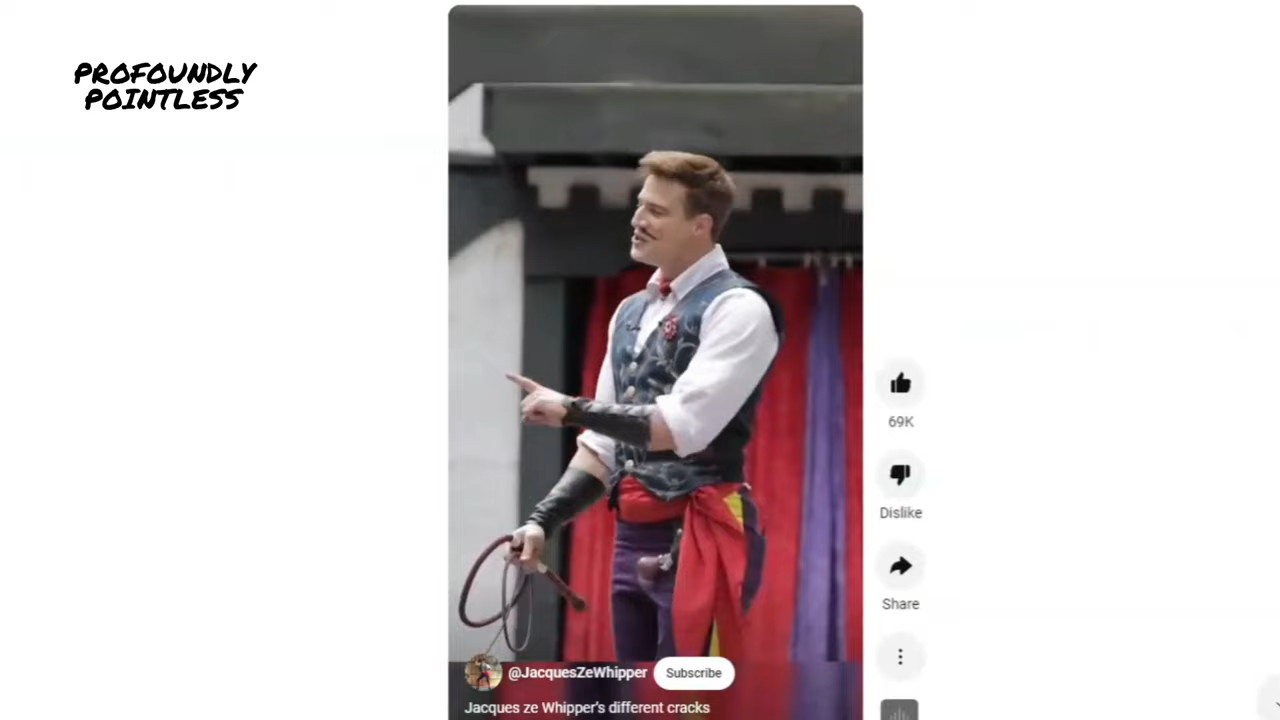 PROFOUNDLY
POINTLESS
69K
Dislike
Share
@JacquesZeWhipper
Subscribe
Jacques ze Whipper's different cracks